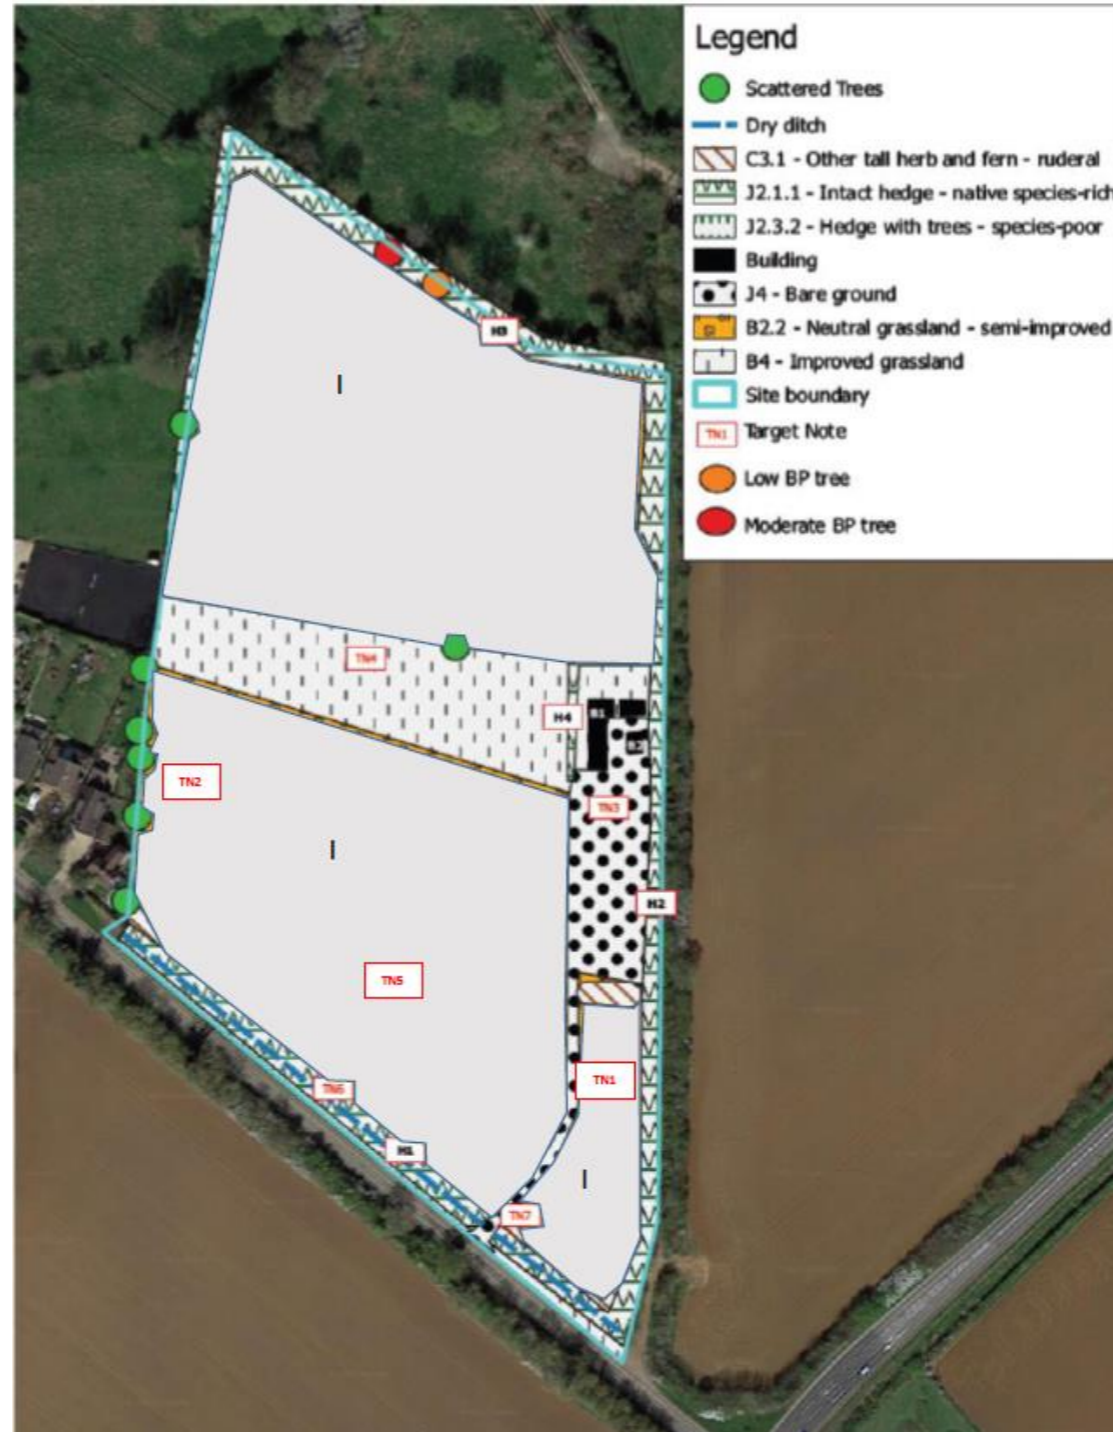 Legend
Scattered Trees
Dry ditch
C3.1 - Other tall herb and fern - ruderal
J2.1.1 - Intact hedge - native species-rich
J2.3.2 - Hedge with trees - species-poor
Building
J4 - Bare ground
B2.2 - Neutral grassland - semi-improved
SI
B4 - Improved grassland
Site boundary
TN1 Target Note
Low BP tree
Moderate BP tree
H3
I
TN4
H4
B1
B2
TN2
TN3
I
H2
TN5
TN1
TN6
H1
I
TN7